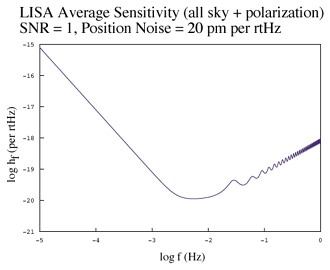 LISA Average Sensitivity (all sky + polarization)
SNR = 1, Position Noise = 20 pm per rtHz
-15
-16
-17
-18
-19
-20
-21
log hf (per rtHz)
-5 -4 -3 -2 -1 0
log f (Hz)